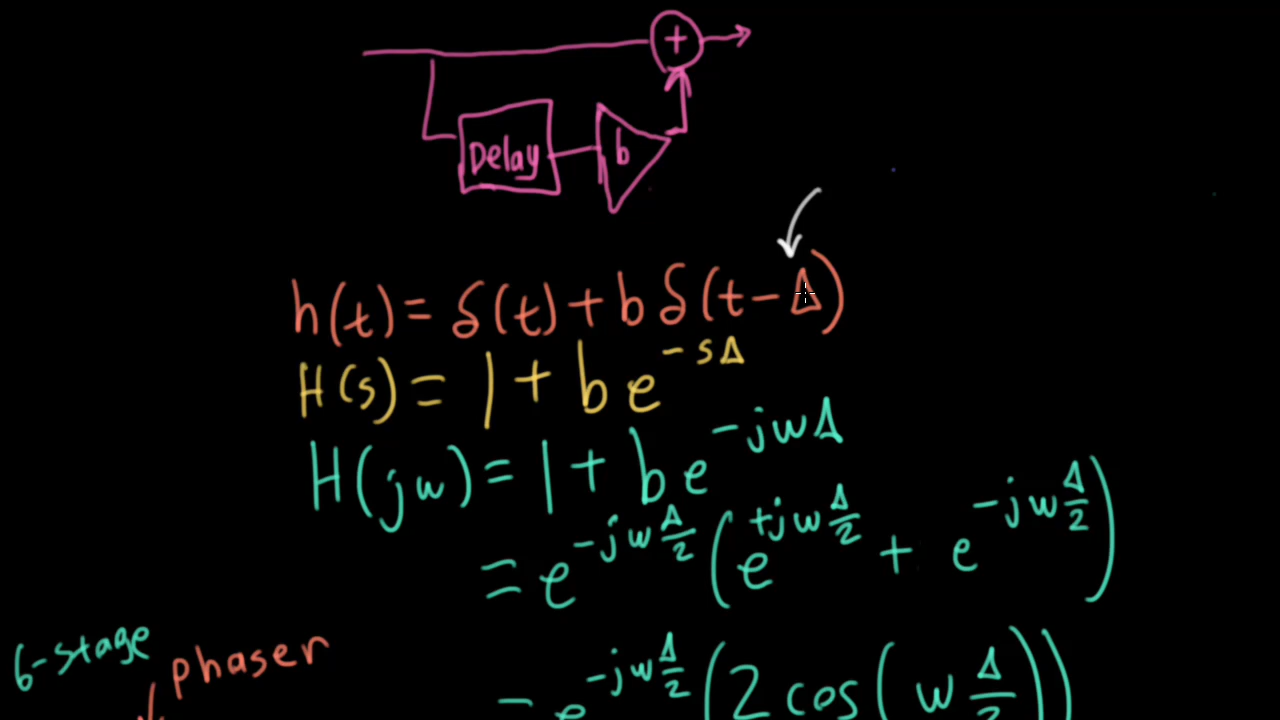 +
Delay b
h(t) = δ(t) + b δ(t − Δ)
H(s) = 1 + b e^{−sΔ}
H(jw) = 1 + b e^{−jwΔ}
= e^{−jw Δ/2} ( e^{+jw Δ/2} + e^{−jw Δ/2} )
6-stage phaser
= e^{−jw Δ/2} ( 2 cos( w Δ/2 ) )